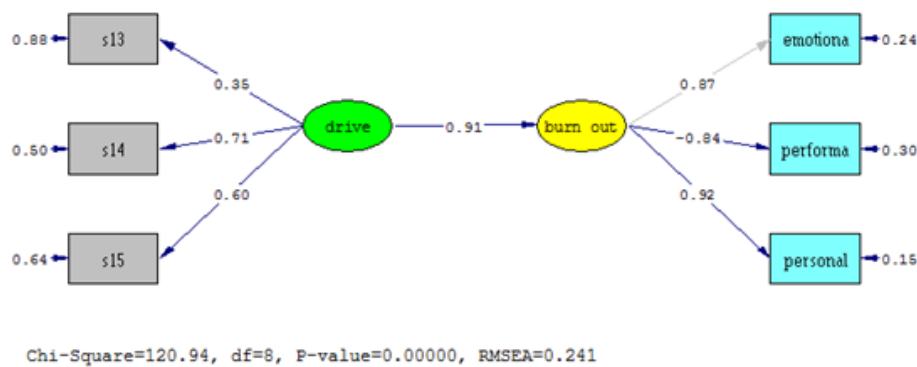 0.88 s13 emotiona 0.24
0.35 0.87
0.50 s14 0.71 drive 0.91 burn out -0.84 performa 0.30
0.60 0.92
0.64 s15 personal 0.15
Chi-Square=120.94, df=8, P-value=0.00000, RMSEA=0.241